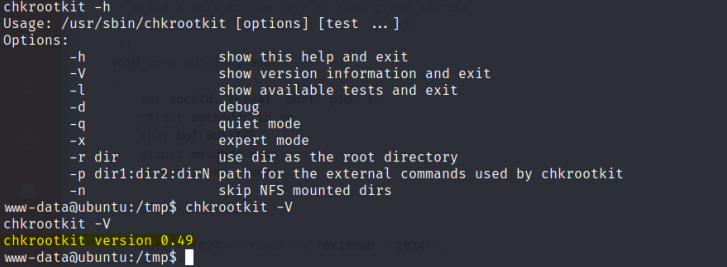 chkrootkit -h
Usage: /usr/sbin/chkrootkit [options] [test ...]
Options:
-h show this help and exit
-V show version information and exit
-l show available tests and exit
-d debug
-q quiet mode
-x expert mode
-r dir use dir as the root directory
-p dir1:dir2:dirN path for the external commands used by chkrootkit
-n skip NFS mounted dirs
www-data@ubuntu:/tmp$ chkrootkit -V
chkrootkit -V
chkrootkit version 0.49
www-data@ubuntu:/tmp$